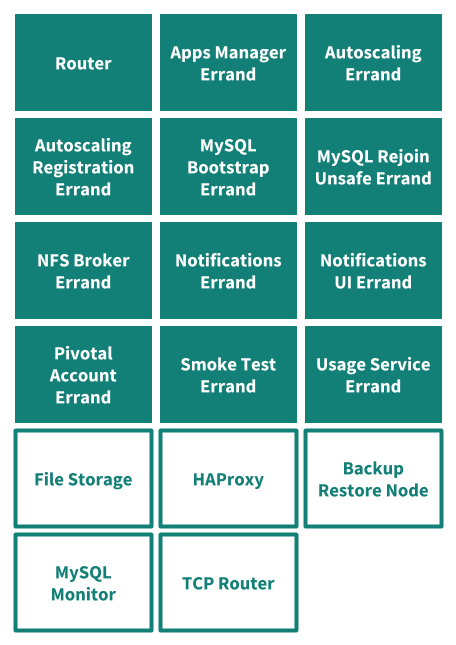 Router
Apps Manager
Errand
Autoscaling
Errand
Autoscaling
Registration
Errand
MySQL
Bootstrap
Errand
MySQL Rejoin
Unsafe Errand
NFS Broker
Errand
Notifications
Errand
Notifications
UI Errand
Pivotal
Account
Errand
Smoke Test
Errand
Usage Service
Errand
File Storage
HAProxy
Backup
Restore Node
MySQL
Monitor
TCP Router